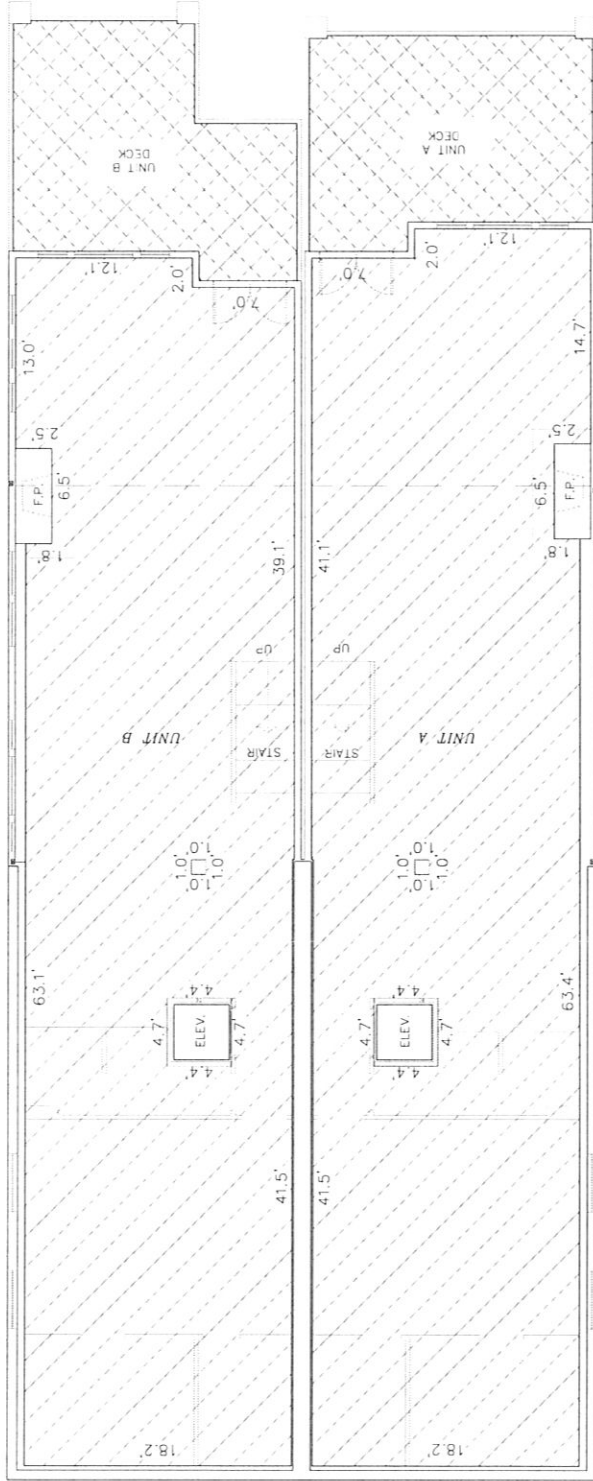 UNIT B
DECK
UNIT A
DECK
12.1'
2.0'
7.0'
13.0'
2.5'
F.P.
6.5'
1.8'
39.1'
UP
STAIR
UNIT B
1.0'
1.0'
1.0'
1.0'
63.1'
4.4'
4.7'
ELEV.
4.7'
4.4'
41.5'
18.2'
12.1'
2.0'
7.0'
14.7'
2.5'
F.P.
6.5'
1.8'
41.1'
UP
STAIR
UNIT A
1.0'
1.0'
1.0'
1.0'
63.4'
4.4'
4.7'
ELEV.
4.7'
4.4'
41.5'
18.2'